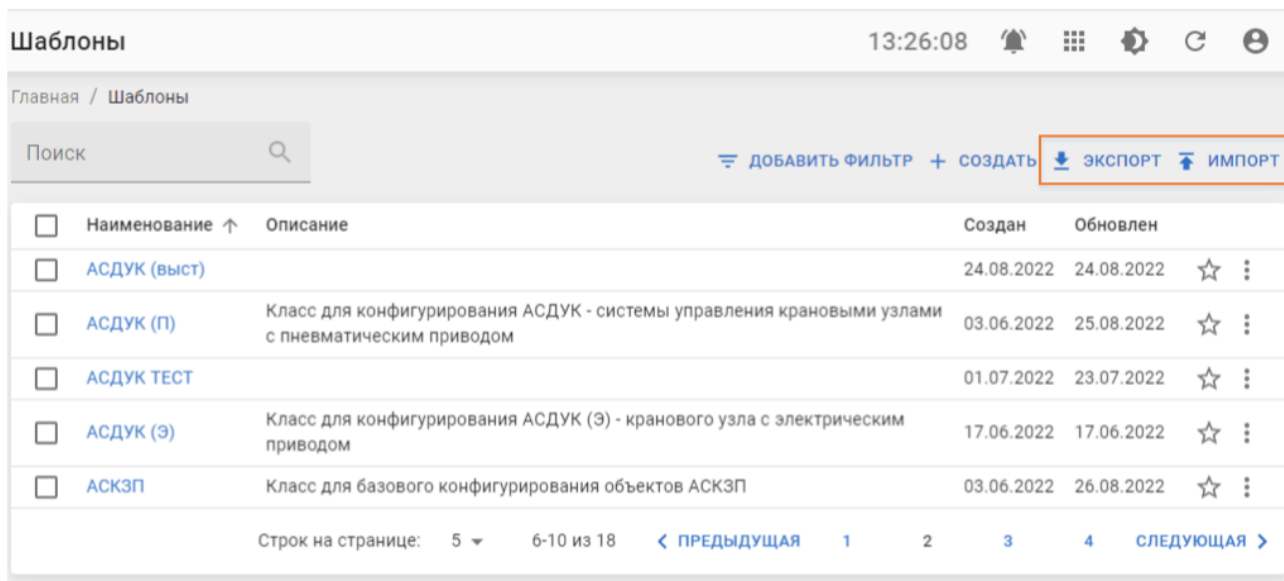 Шаблоны 13:26:08
Главная / Шаблоны
Поиск ДОБАВИТЬ ФИЛЬТР + СОЗДАТЬ ЭКСПОРТ ИМПОРТ
Наименование ↑ Описание Создан Обновлен
АСДУК (выст) 24.08.2022 24.08.2022
АСДУК (П) Класс для конфигурирования АСДУК - системы управления крановыми узлами
с пневматическим приводом 03.06.2022 25.08.2022
АСДУК ТЕСТ 01.07.2022 23.07.2022
АСДУК (Э) Класс для конфигурирования АСДУК (Э) - кранового узла с электрическим
приводом 17.06.2022 17.06.2022
АСКЗП Класс для базового конфигурирования объектов АСКЗП 03.06.2022 26.08.2022
Строк на странице: 5 6-10 из 18 ПРЕДЫДУЩАЯ 1 2 3 4 СЛЕДУЮЩАЯ